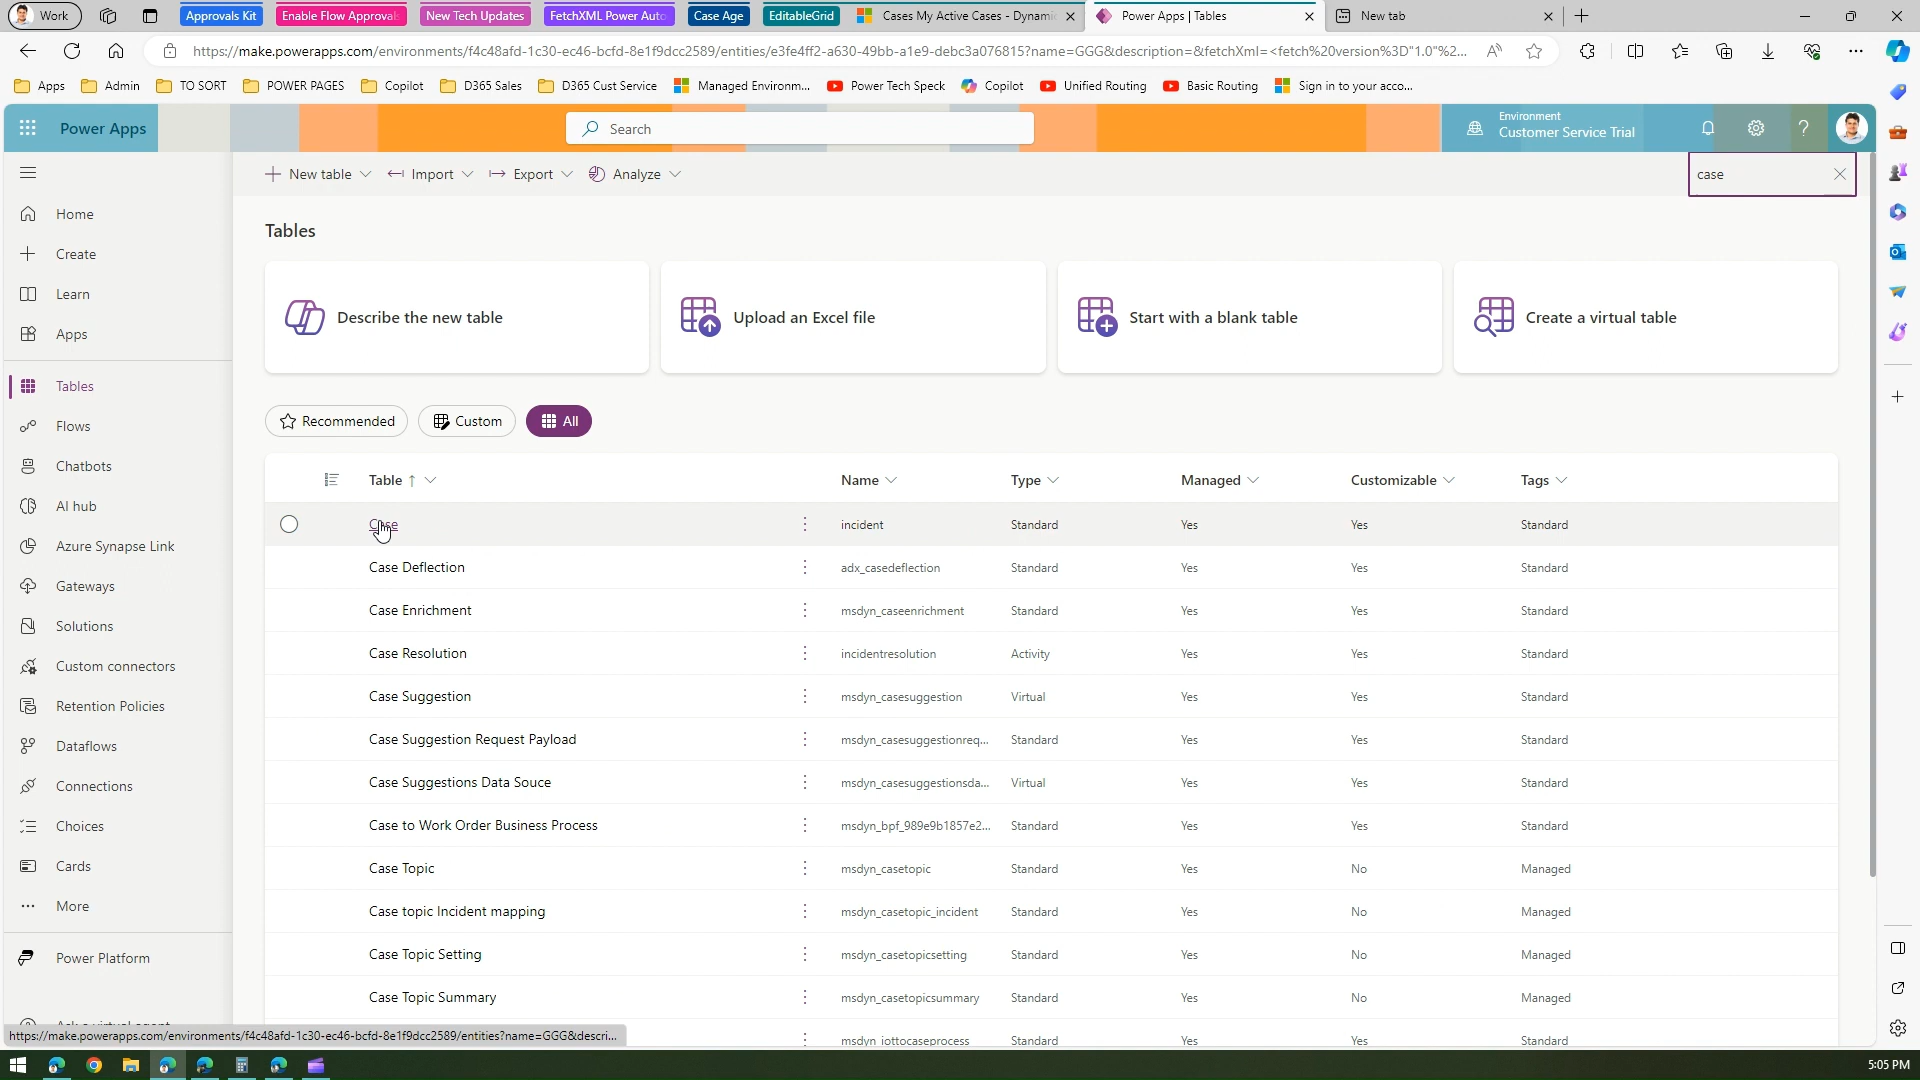 Work
Approvals Kit
Enable Flow Approvals
New Tech Updates
FetchXML Power Auto
Case Age
EditableGrid
Cases My Active Cases - Dynami
Power Apps | Tables
New tab
https://make.powerapps.com/environments/f4c48afd-1c30-ec46-bcfd-8e1f9dcc2589/entities/e3fe4ff2-a630-49bb-a1e9-debc3a076815?name=GGG&description=&fetchXml=<fetch%20version%3D"1.0"%2...
Apps
Admin
TO SORT
POWER PAGES
Copilot
D365 Sales
D365 Cust Service
Managed Environm...
Power Tech Speck
Copilot
Unified Routing
Basic Routing
Sign in to your acco...
Power Apps
Search
Environment
Customer Service Trial
New table
Import
Export
Analyze
case
Home
Create
Learn
Apps
Tables
Flows
Chatbots
AI hub
Azure Synapse Link
Gateways
Solutions
Custom connectors
Retention Policies
Dataflows
Connections
Choices
Cards
More
Power Platform
Tables
Describe the new table
Upload an Excel file
Start with a blank table
Create a virtual table
Recommended
Custom
All
Table ↑ Name Type Managed Customizable Tags
Case incident Standard Yes Yes Standard
Case Deflection adx_casedeflection Standard Yes Yes Standard
Case Enrichment msdyn_caseenrichment Standard Yes Yes Standard
Case Resolution incidentresolution Activity Yes Yes Standard
Case Suggestion msdyn_casesuggestion Virtual Yes Yes Standard
Case Suggestion Request Payload msdyn_casesuggestionreq... Standard Yes Yes Standard
Case Suggestions Data Souce msdyn_casesuggestionsda... Virtual Yes Yes Standard
Case to Work Order Business Process msdyn_bpf_989e9b1857e2... Standard Yes Yes Standard
Case Topic msdyn_casetopic Standard Yes No Managed
Case topic Incident mapping msdyn_casetopic_incident Standard Yes No Managed
Case Topic Setting msdyn_casetopicsetting Standard Yes No Managed
Case Topic Summary msdyn_casetopicsummary Standard Yes No Managed
msdyn_iottocaseprocess Standard Yes Yes Standard
https://make.powerapps.com/environments/f4c48afd-1c30-ec46-bcfd-8e1f9dcc2589/entities?name=GGG&descri...
5:05 PM